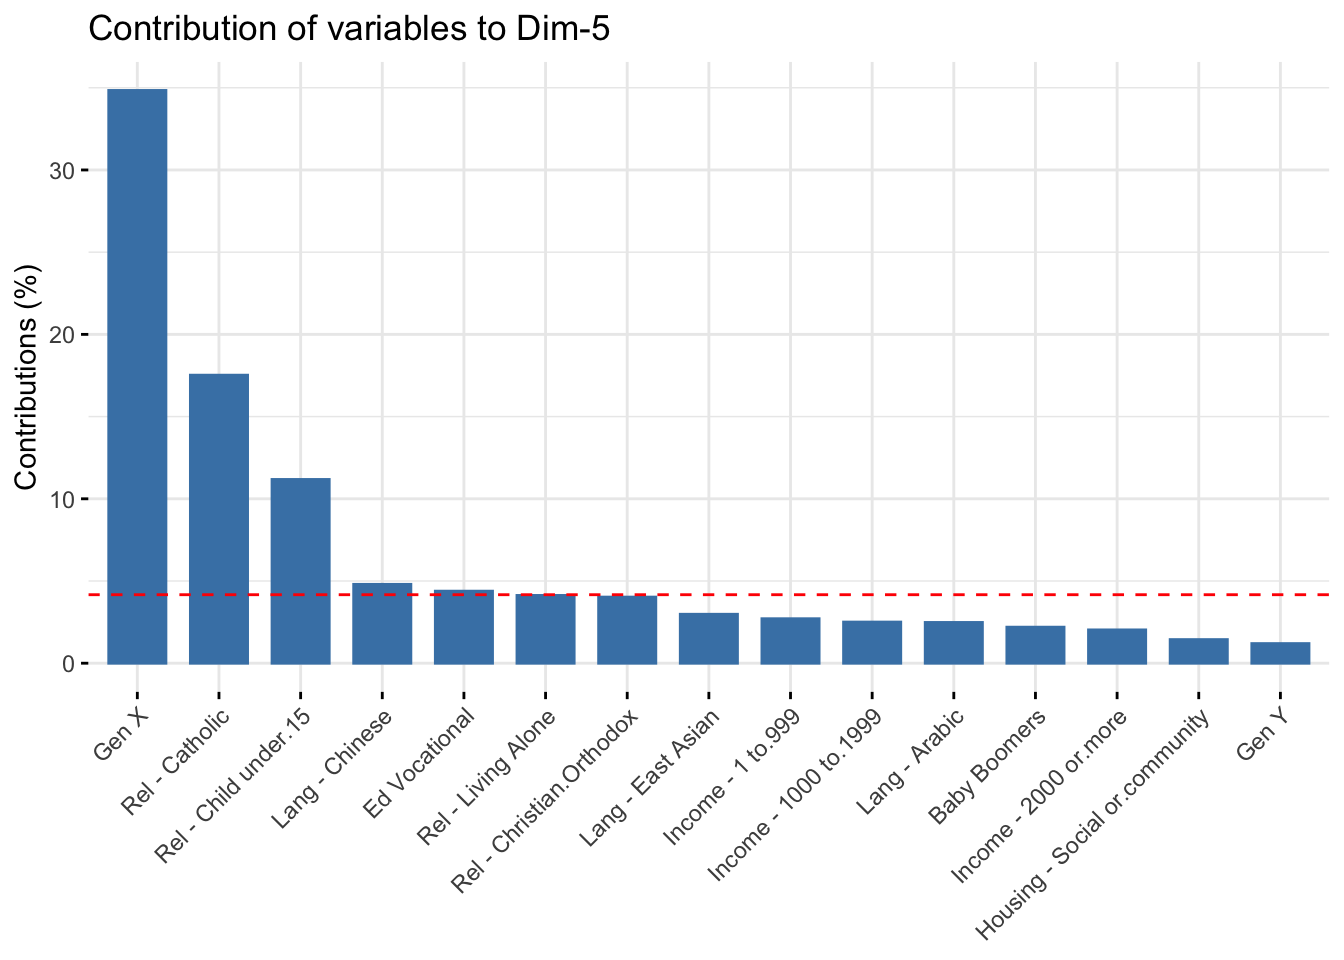 Contribution of variables to Dim-5
Contributions (%)
30
20
10
0
Gen X
Rel - Catholic
Rel - Child under.15
Lang - Chinese
Ed Vocational
Rel - Living Alone
Rel - Christian.Orthodox
Lang - East Asian
Income - 1 to.999
Income - 1000 to.1999
Lang - Arabic
Baby Boomers
Income - 2000 or.more
Housing - Social or.community
Gen Y